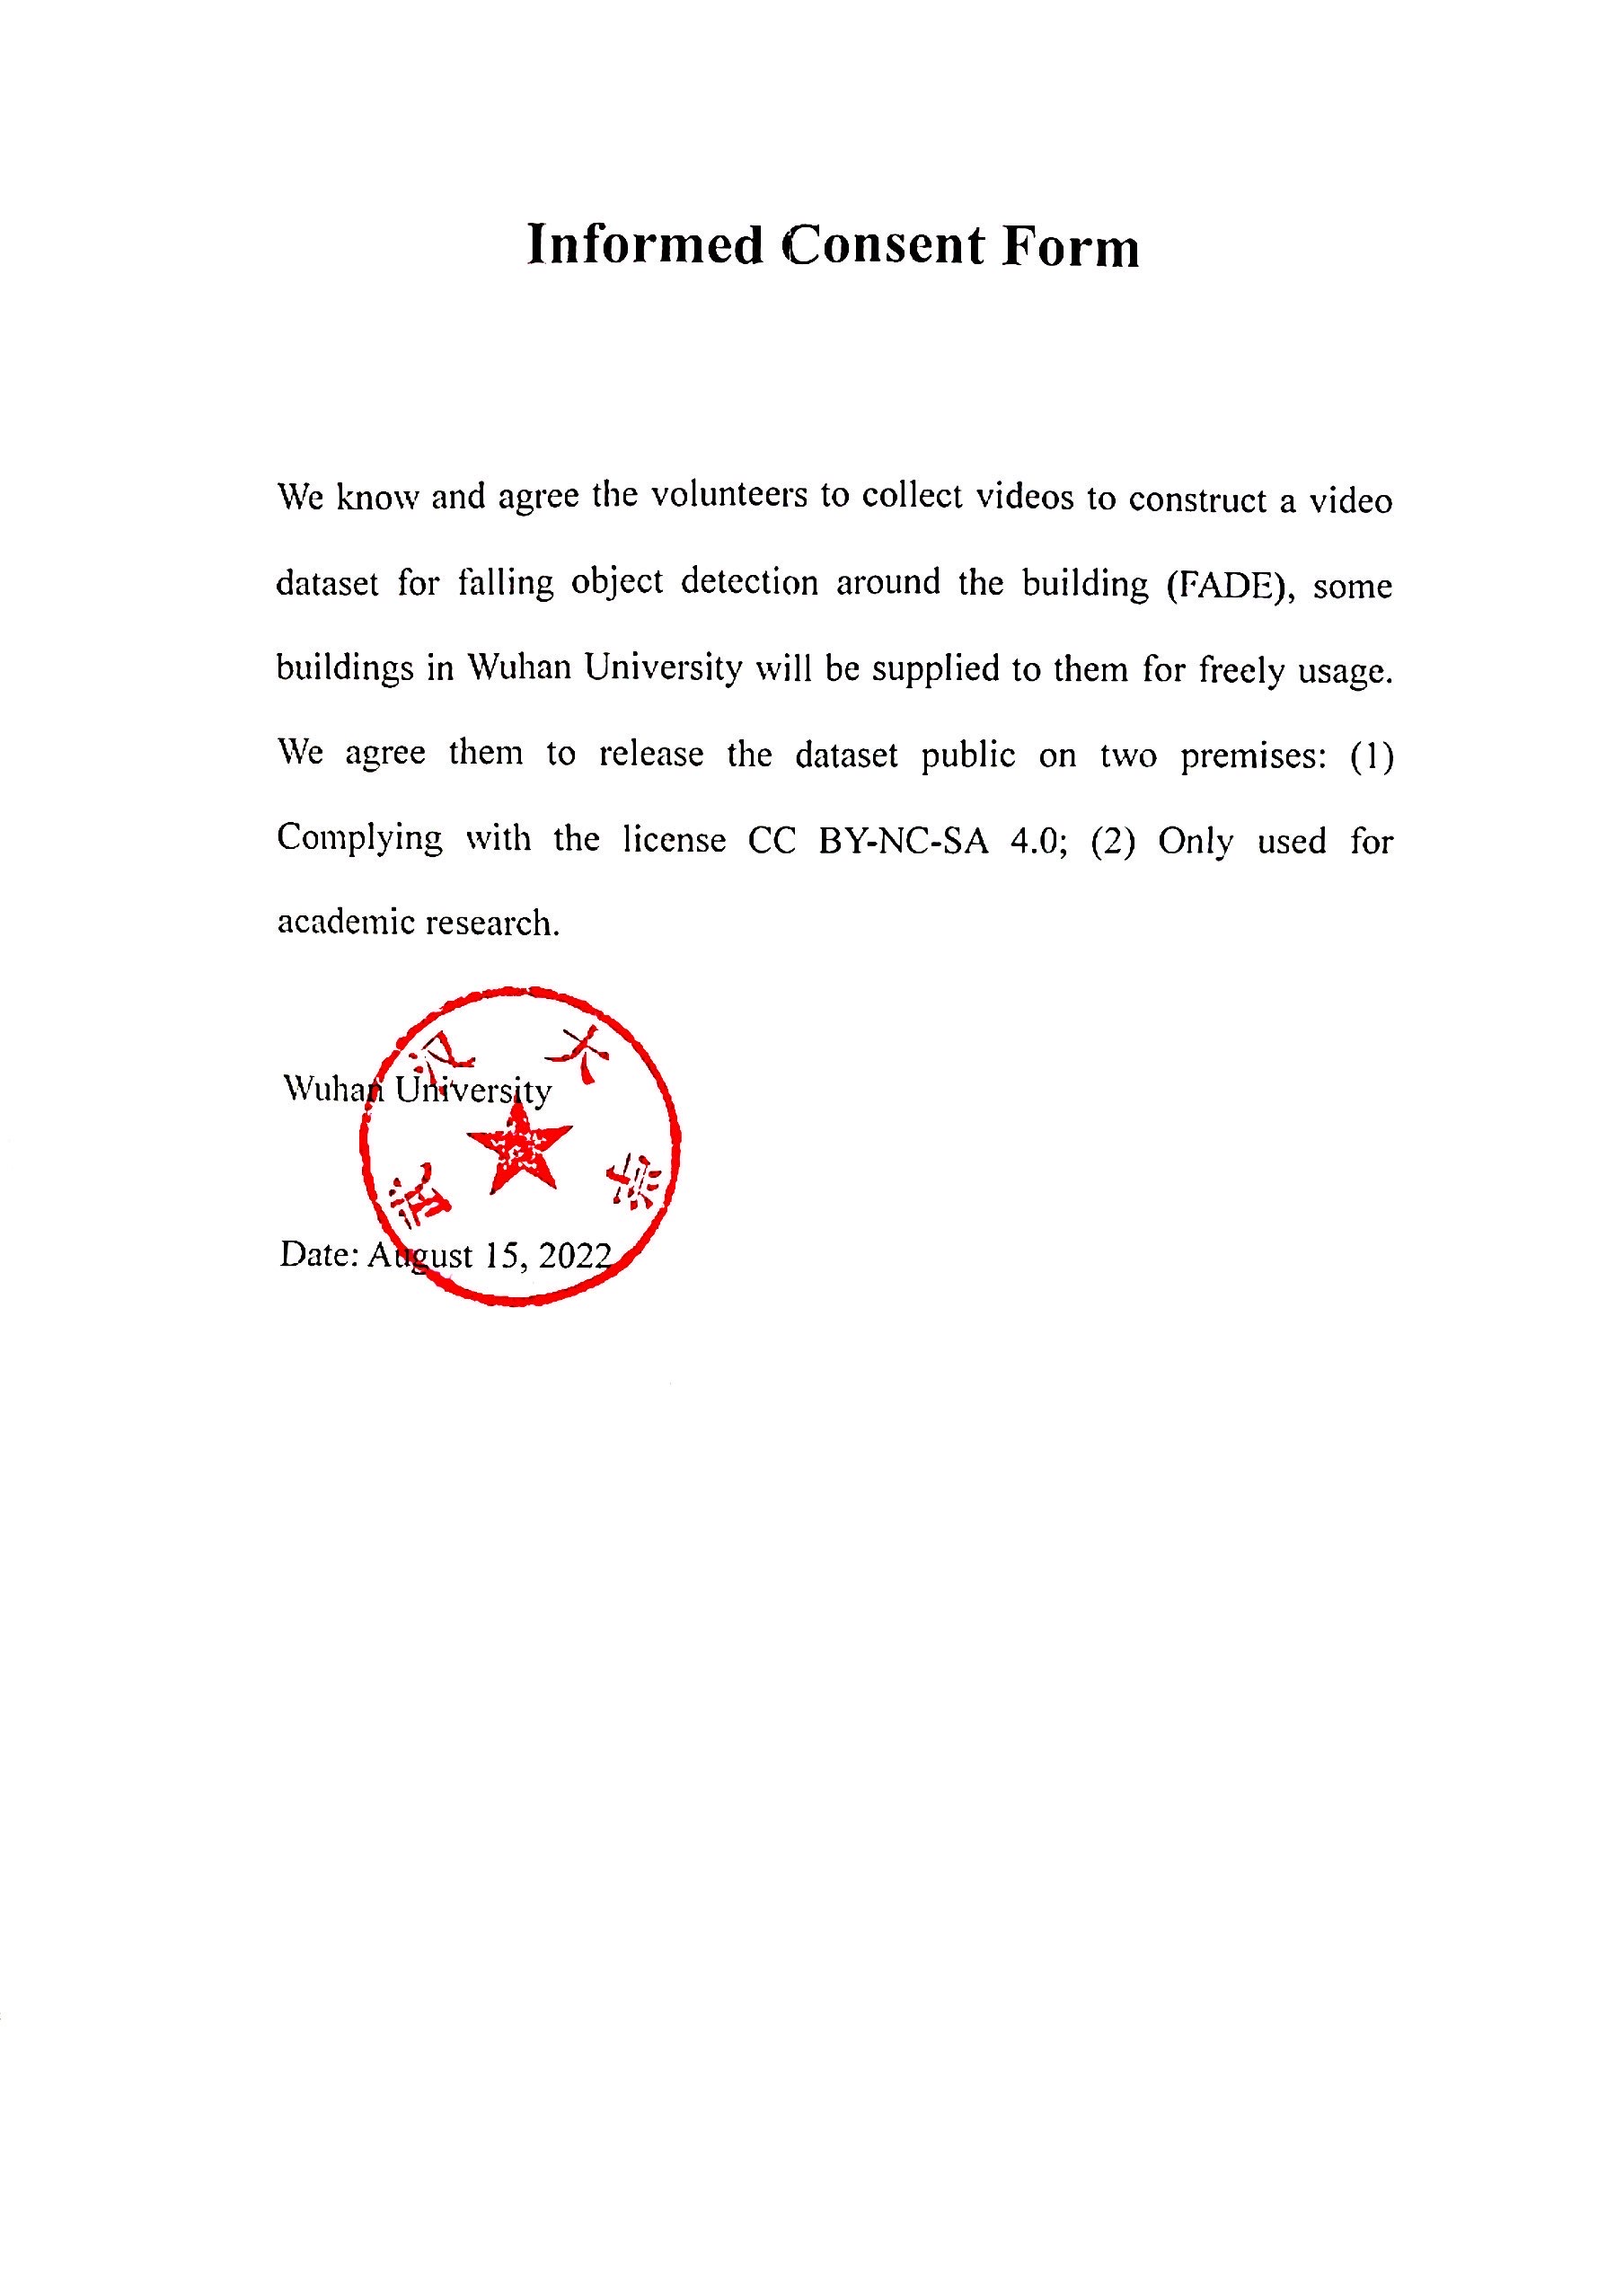 Informed Consent Form
We know and agree the volunteers to collect videos to construct a video
dataset for falling object detection around the building (FADE), some
buildings in Wuhan University will be supplied to them for freely usage.
We agree them to release the dataset public on two premises: (1)
Complying with the license CC BY-NC-SA 4.0; (2) Only used for
academic research.
武汉大学
Wuhan University
Date: August 15, 2022